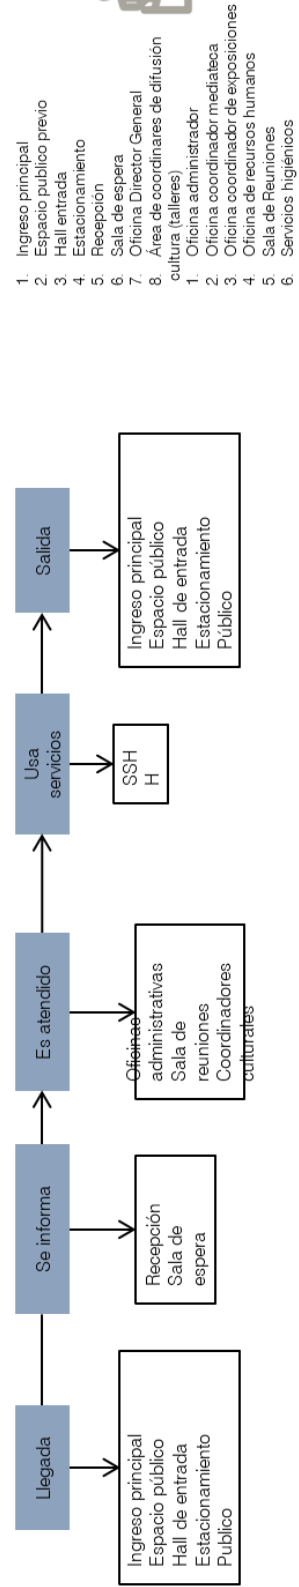 Llegada
Se informa
Es atendido
Usa
servicios
Salida
Ingreso principal
Espacio público
Hall de entrada
Estacionamiento
Publico
Recepción
Sala de
espera
Oficinas
administrativas
Sala de
reuniones
Coordinadores
culturales
SSH
H
Ingreso principal
Espacio público
Hall de entrada
Estacionamiento
Público
1. Ingreso principal
2. Espacio publico previo
3. Hall entrada
4. Estacionamiento
5. Recepción
6. Sala de espera
7. Oficina Director General
8. Área de coordinares de difusión
cultura (talleres)
1. Oficina administrador
2. Oficina coordinador mediateca
3. Oficina coordinador de exposiciones
4. Oficina de recursos humanos
5. Sala de Reuniones
6. Servicios higiénicos